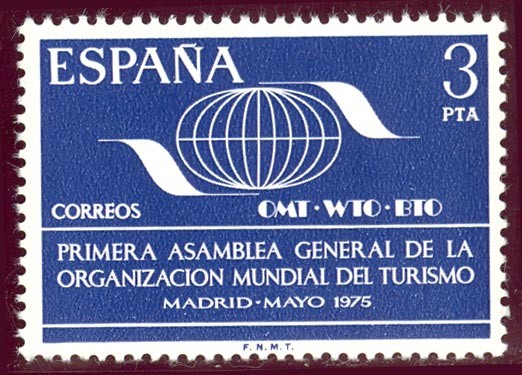 ESPAÑA
3
PTA
CORREOS
OMT·WTO·BTO
PRIMERA ASAMBLEA GENERAL DE LA
ORGANIZACION MUNDIAL DEL TURISMO
MADRID·MAYO 1975
F.N.M.T.